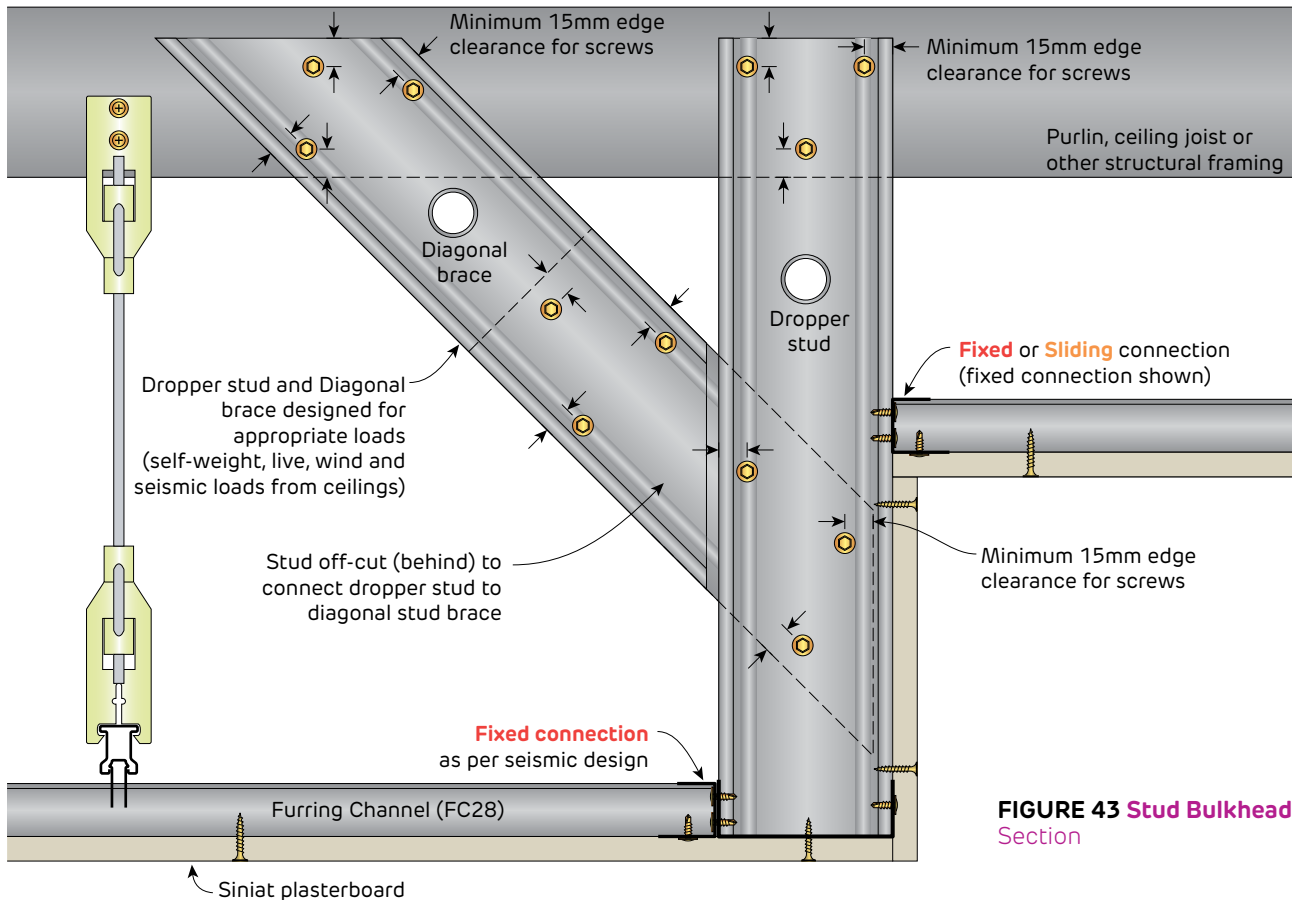 Minimum 15mm edge
clearance for screws
Minimum 15mm edge
clearance for screws
Purlin, ceiling joist or
other structural framing
Diagonal
brace
Dropper
stud
Fixed or Sliding connection
(fixed connection shown)
Dropper stud and Diagonal
brace designed for
appropriate loads
(self-weight, live, wind and
seismic loads from ceilings)
Stud off-cut (behind) to
connect dropper stud to
diagonal stud brace
Minimum 15mm edge
clearance for screws
Fixed connection
as per seismic design
Furring Channel (FC28)
FIGURE 43 Stud Bulkhead
Section
Siniat plasterboard